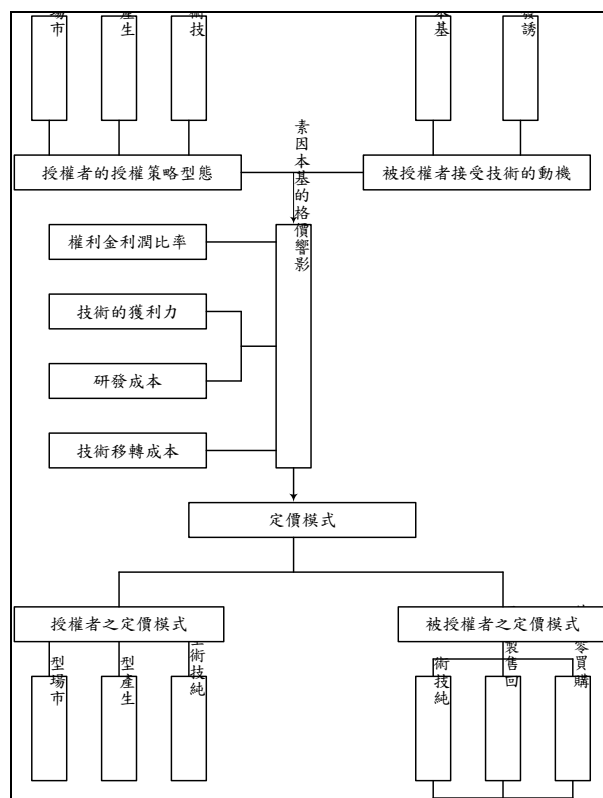 場市
產生
術技
本基
誘
授權者的授權策略型態
被授權者接受技術的動機
素因本基的格價響影
權利金利潤比率
技術的獲利力
研發成本
技術移轉成本
定價模式
授權者之定價模式
被授權者之定價模式
型場市
型產生
術技純
術技純
製售回
零買購